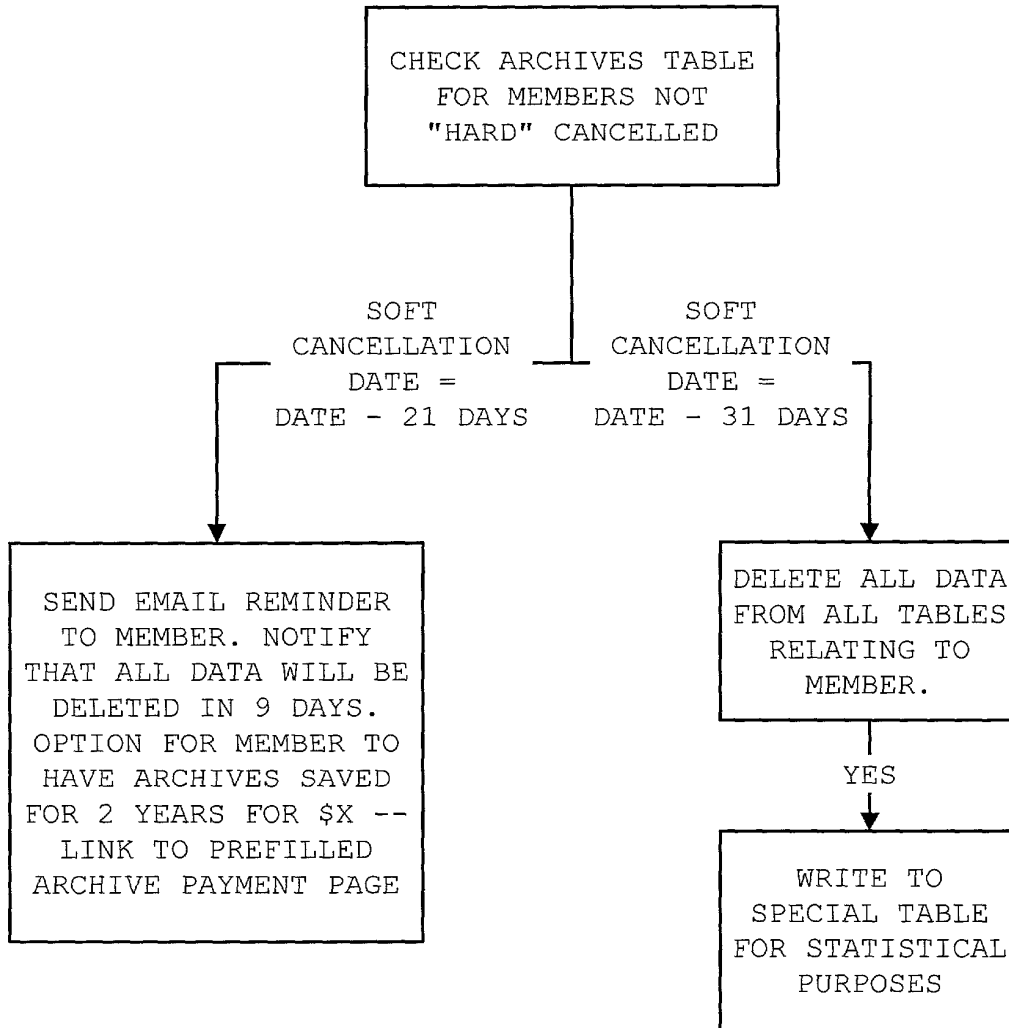 CHECK ARCHIVES TABLE
FOR MEMBERS NOT
"HARD" CANCELLED
SOFT
CANCELLATION
DATE =
DATE - 21 DAYS
SOFT
CANCELLATION
DATE =
DATE - 31 DAYS
SEND EMAIL REMINDER
TO MEMBER. NOTIFY
THAT ALL DATA WILL BE
DELETED IN 9 DAYS.
OPTION FOR MEMBER TO
HAVE ARCHIVES SAVED
FOR 2 YEARS FOR $X --
LINK TO PREFILLED
ARCHIVE PAYMENT PAGE
DELETE ALL DATA
FROM ALL TABLES
RELATING TO
MEMBER.
YES
WRITE TO
SPECIAL TABLE
FOR STATISTICAL
PURPOSES